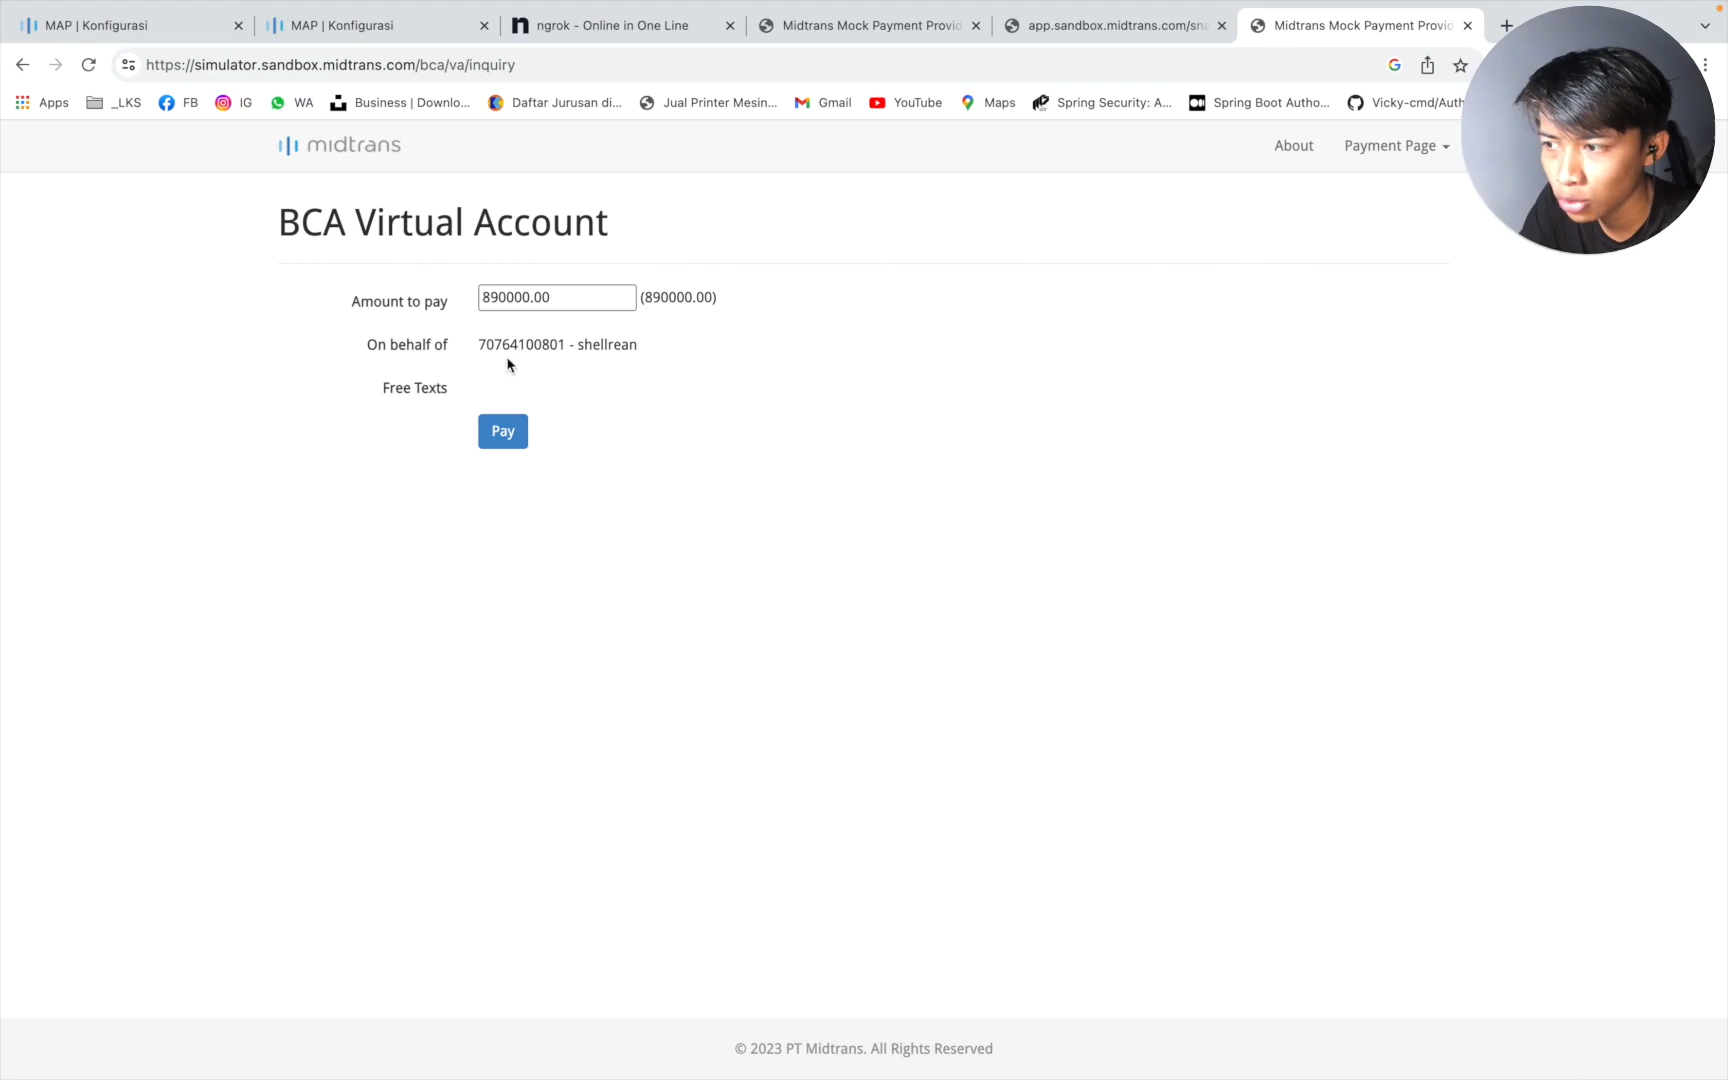 MAP | Konfigurasi
MAP | Konfigurasi
ngrok - Online in One Line
Midtrans Mock Payment Provid
app.sandbox.midtrans.com/sna
Midtrans Mock Payment Provid
https://simulator.sandbox.midtrans.com/bca/va/inquiry
Apps
_LKS
FB
IG
WA
Business | Downlo...
Daftar Jurusan di...
Jual Printer Mesin...
Gmail
YouTube
Maps
Spring Security: A...
Spring Boot Autho...
Vicky-cmd/Auth
midtrans
About
Payment Page
BCA Virtual Account
Amount to pay 890000.00 (890000.00)
On behalf of 70764100801 - shellrean
Free Texts
Pay
© 2023 PT Midtrans. All Rights Reserved